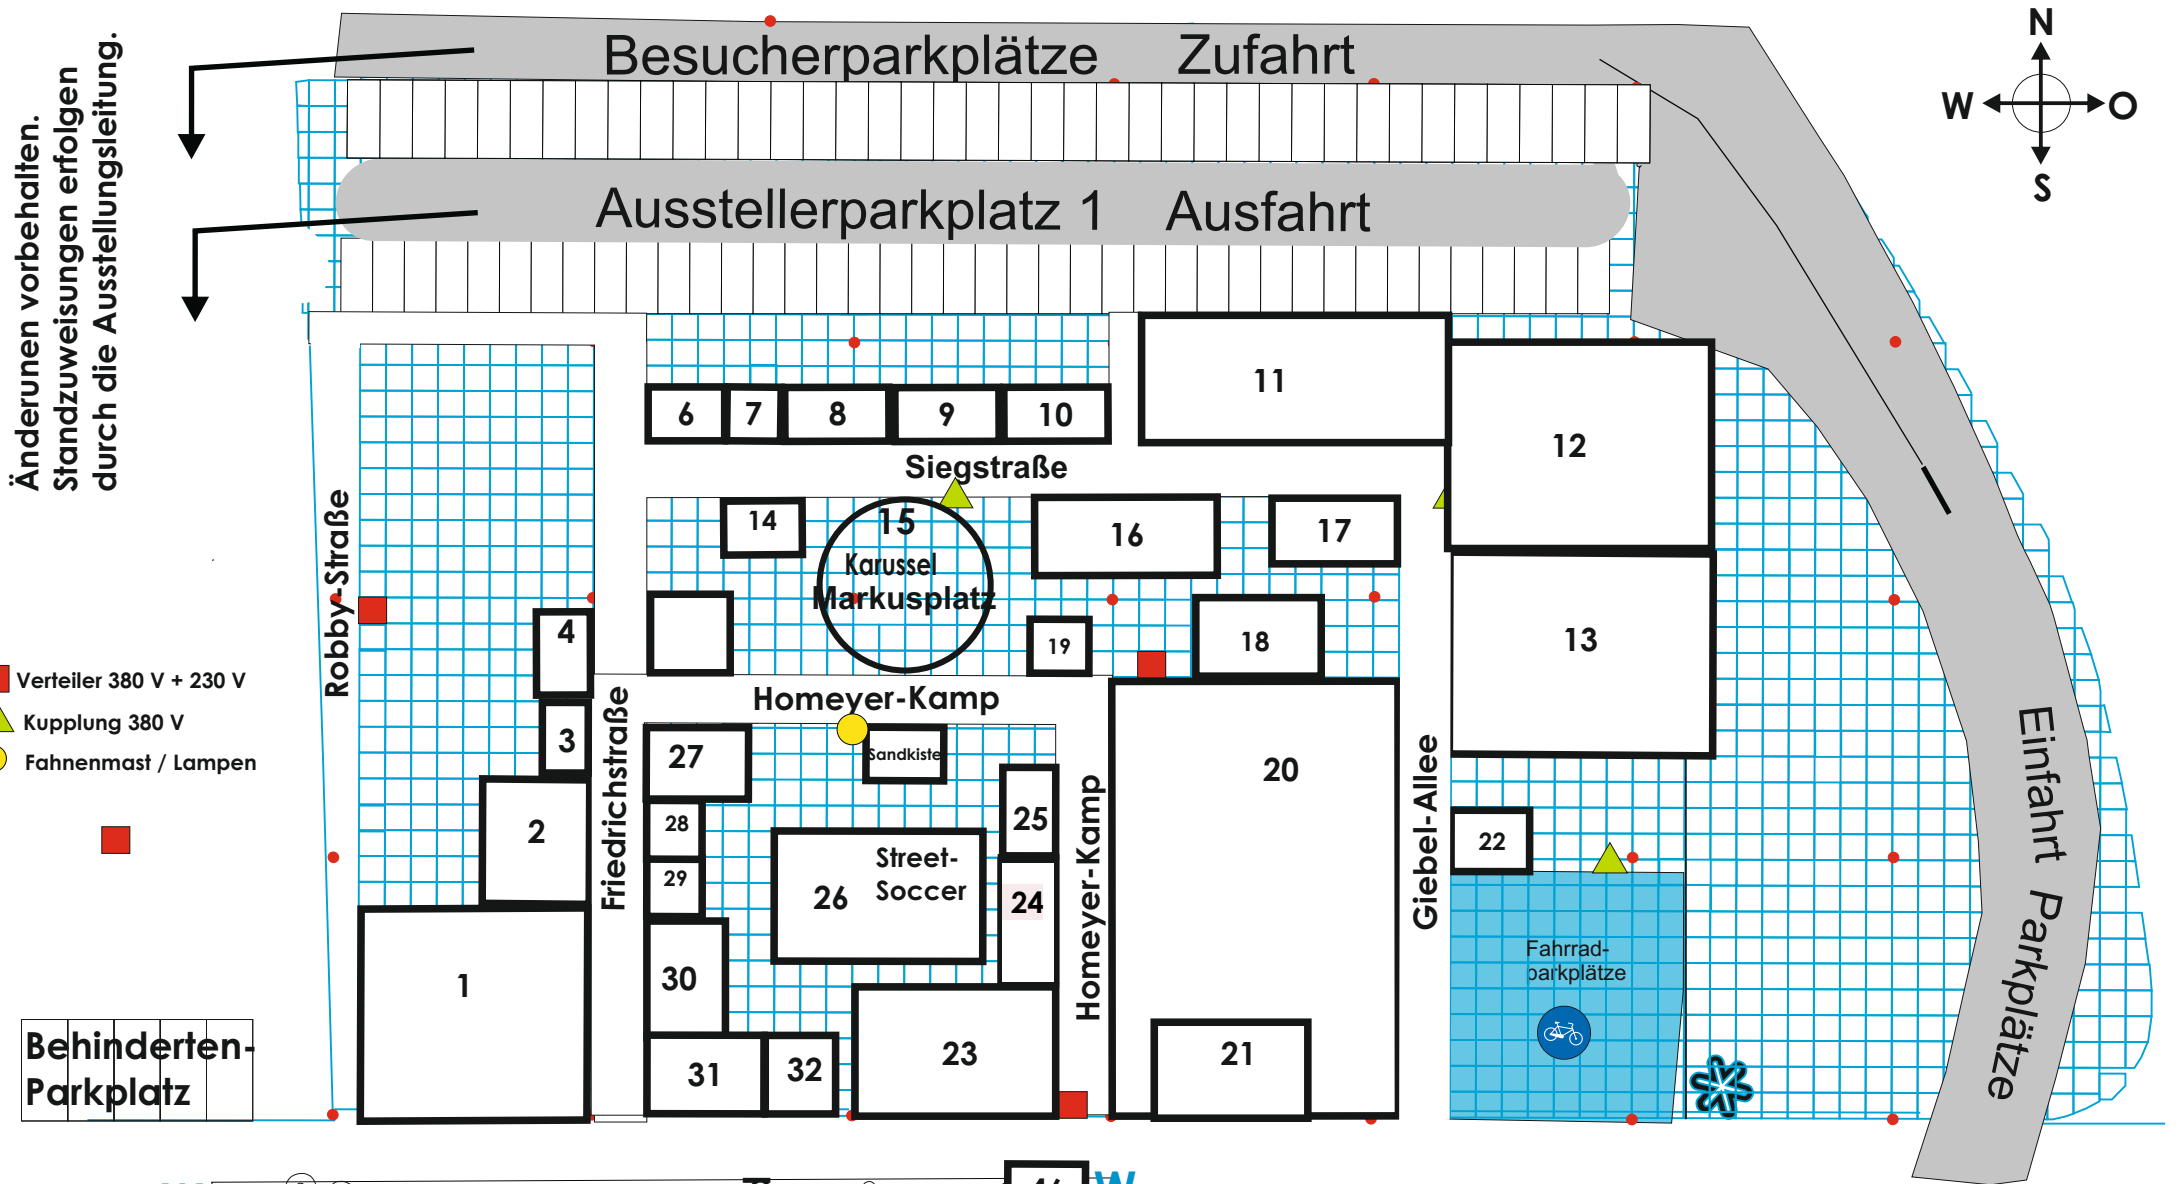 Änderunen vorbehalten.
Standzuweisungen erfolgen
durch die Ausstellungsleitung.
Besucherparkplätze Zufahrt
Ausstellerparkplatz 1 Ausfahrt
N
W
O
S
11
12
6
7
8
9
10
Siegstraße
14
15
Karussel
Markusplatz
16
17
Robby-Straße
4
19
18
13
Verteiler 380 V + 230 V
Kupplung 380 V
Fahnenmast / Lampen
3
Friedrichstraße
Homeyer-Kamp
27
Sandkiste
20
Giebel-Allee
Einfahrt Parkplätze
2
28
29
26
Street-
Soccer
25
24
Homeyer-Kamp
22
Fahrrad-
parkplätze
1
30
31
32
23
21
Behinderten-
Parkplatz